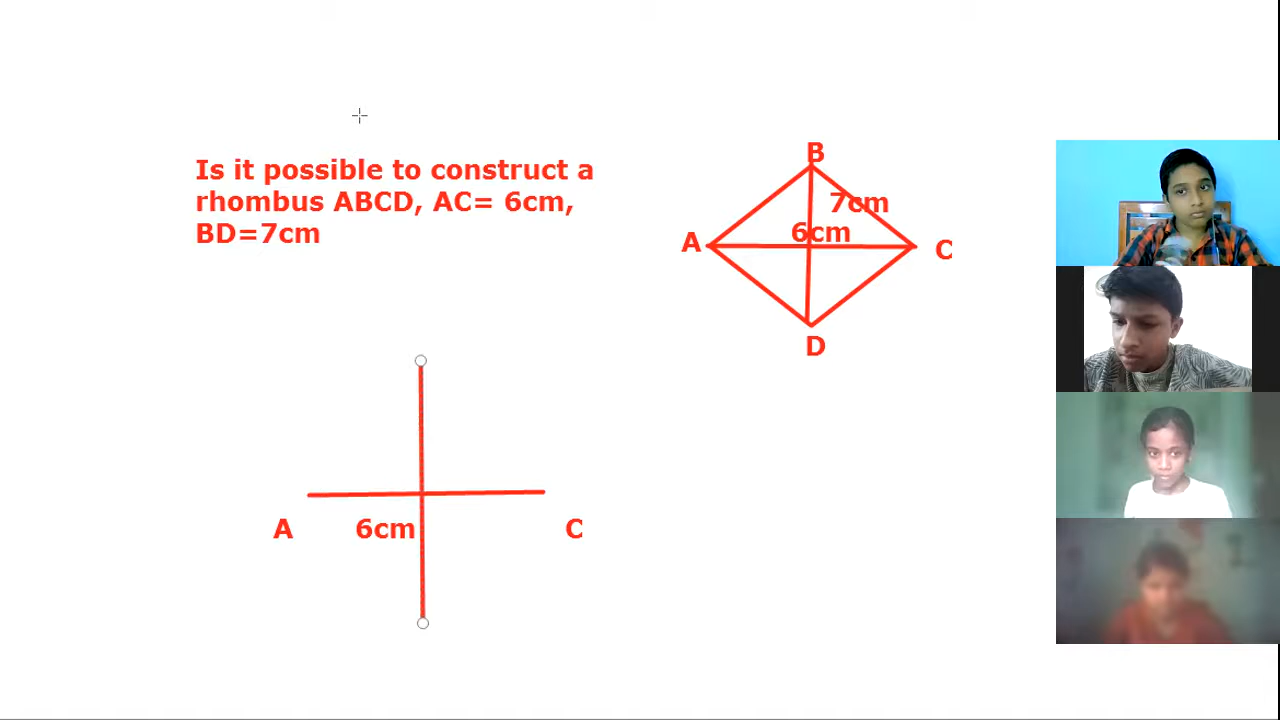 Is it possible to construct a
rhombus ABCD, AC= 6cm,
BD=7cm
B
7cm
6cm
A
C
D
A
6cm
C